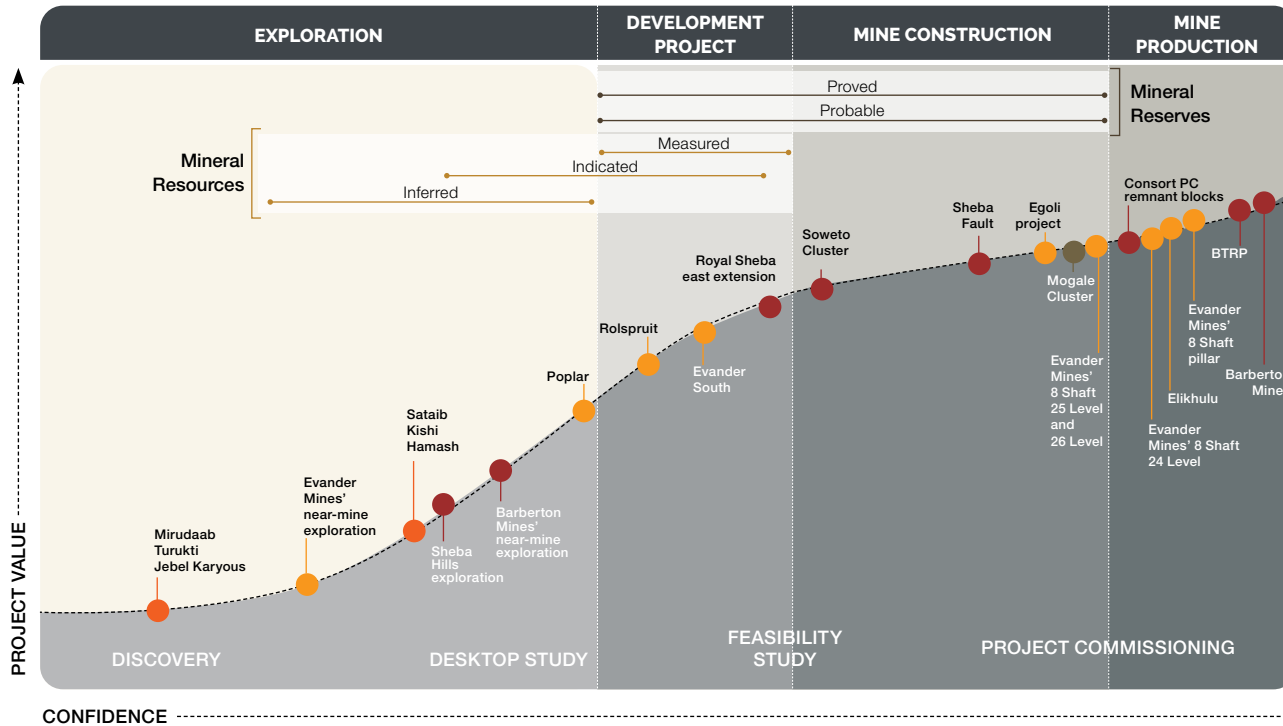 EXPLORATION
DEVELOPMENT
PROJECT
MINE CONSTRUCTION
MINE
PRODUCTION
Proved
Probable
Mineral
Reserves
Measured
Indicated
Inferred
Mineral
Resources
Mirudaab
Turukti
Jebel Karyous
Evander
Mines'
near-mine
exploration
Sataib
Kishi
Hamash
Sheba
Hills
exploration
Barberton
Mines'
near-mine
exploration
Poplar
Rolspruit
Evander
South
Royal Sheba
east extension
Soweto
Cluster
Sheba
Fault
Egoli
project
Mogale
Cluster
Evander
Mines'
8 Shaft
25 Level
and
26 Level
Consort PC
remnant blocks
Evander
Mines' 8 Shaft
24 Level
Elikhulu
Evander
Mines'
8 Shaft
pillar
BTRP
Barberton
Mine
DISCOVERY
DESKTOP STUDY
FEASIBILITY
STUDY
PROJECT COMMISSIONING
PROJECT VALUE
CONFIDENCE